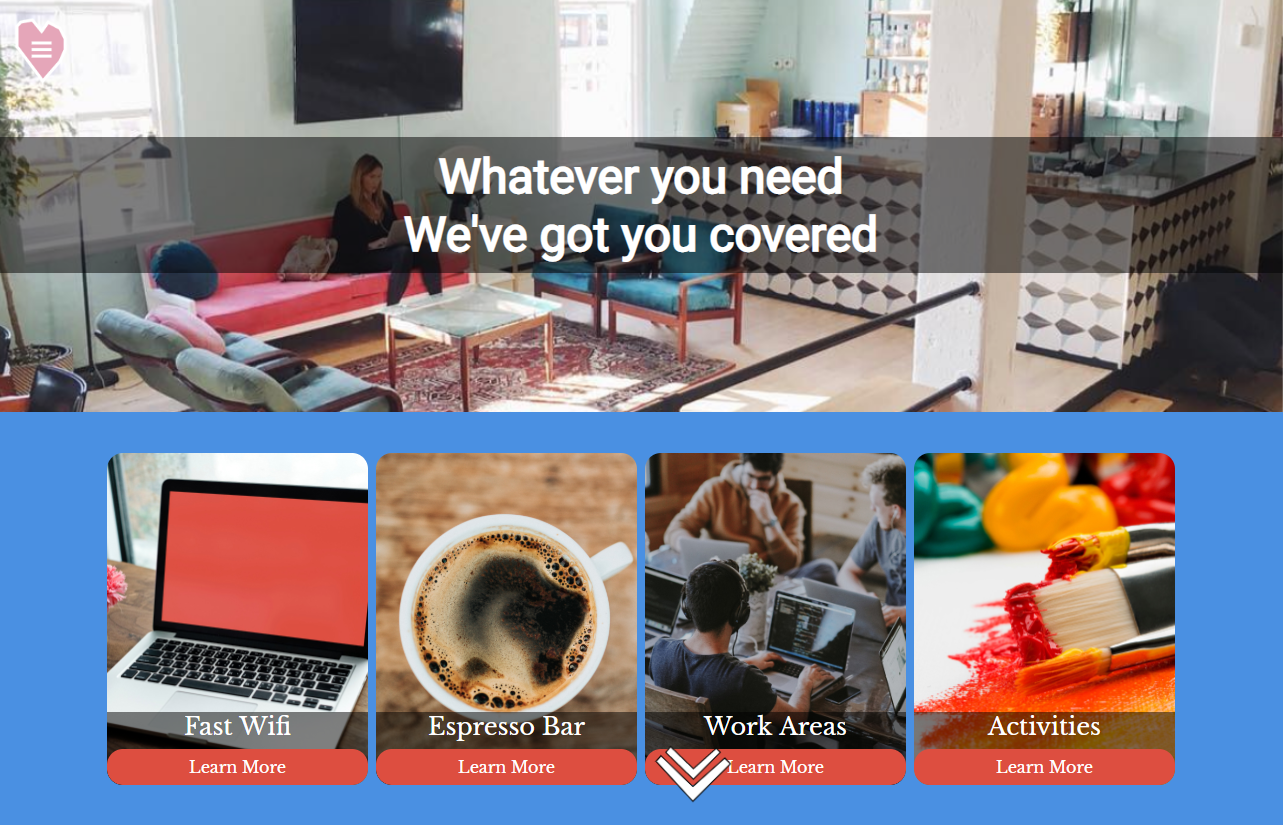 Whatever you need
We've got you covered
Fast Wifi
Espresso Bar
Work Areas
Activities
Learn More
Learn More
Learn More
Learn More